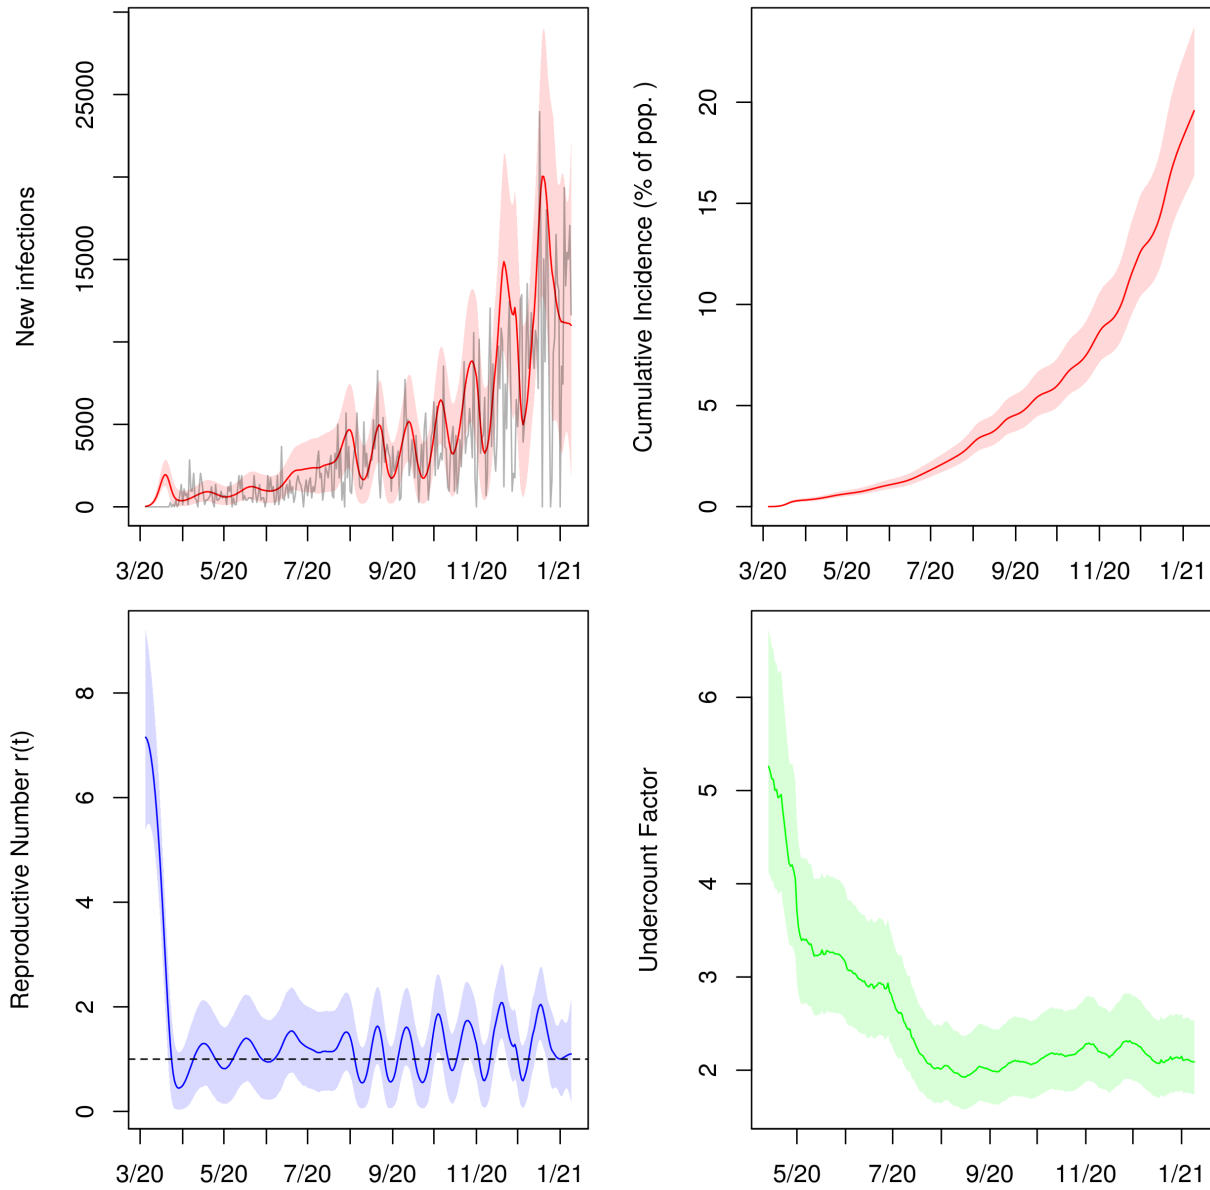 New infections
25000
15000
5000
0
3/20 5/20 7/20 9/20 11/20 1/21
Cumulative Incidence (% of pop. )
20
15
10
5
0
3/20 5/20 7/20 9/20 11/20 1/21
Reproductive Number r(t)
8
6
4
2
0
3/20 5/20 7/20 9/20 11/20 1/21
Undercount Factor
6
5
4
3
2
5/20 7/20 9/20 11/20 1/21